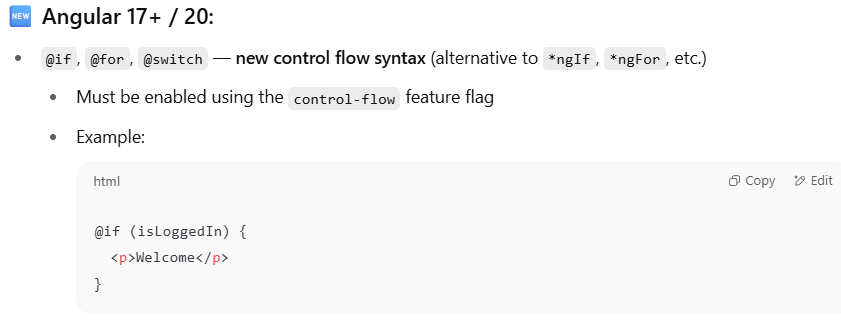 NEW Angular 17+ / 20:
@if, @for, @switch — new control flow syntax (alternative to *ngIf, *ngFor, etc.)
Must be enabled using the control-flow feature flag
Example:
html Copy Edit
@if (isLoggedIn) {
<p>Welcome</p>
}